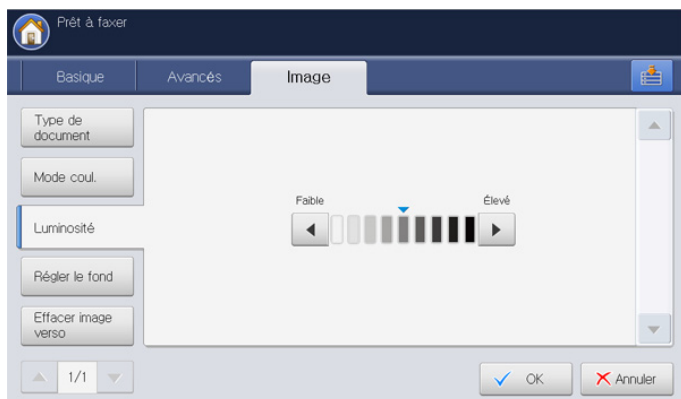 Prêt à faxer
Basique
Avancés
Image
Type de
document
Mode coul.
Luminosité
Régler le fond
Effacer image
verso
Faible
Élevé
1/1
OK
Annuler